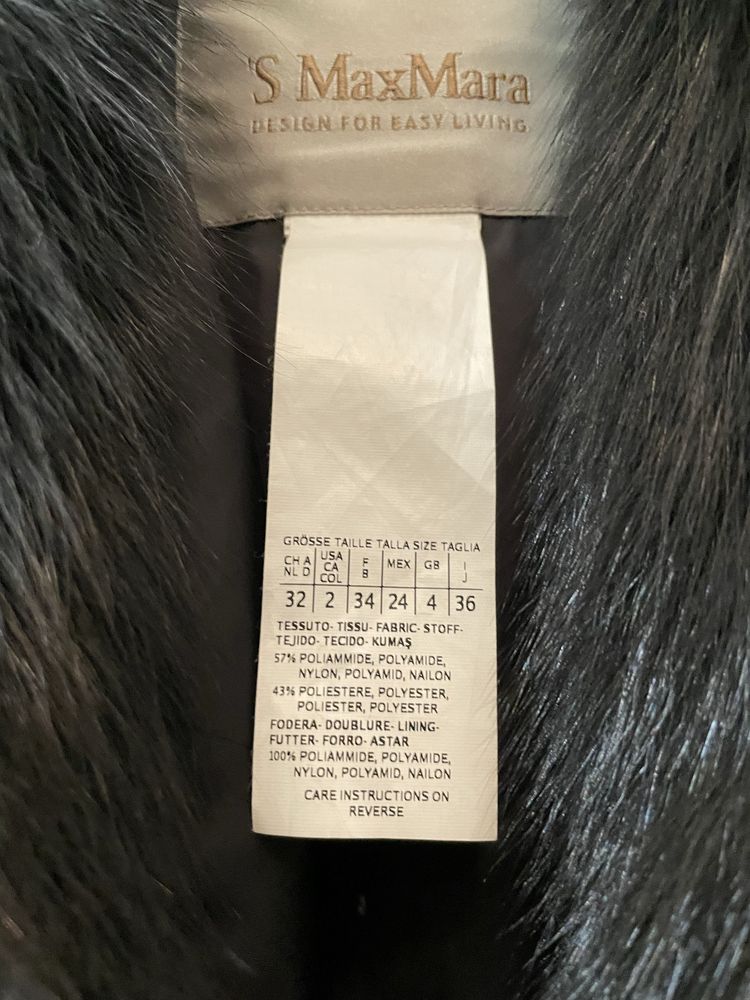 'S MaxMara
DESIGN FOR EASY LIVING
GRÖSSE TAILLE TALLA SIZE TAGLIA
CH A NL D USA CA COL F B MEX GB I J
32 2 34 24 4 36
TESSUTO- TISSU- FABRIC- STOFF-
TEJIDO- TECIDO- KUMAŞ
57% POLIAMMIDE, POLYAMIDE,
NYLON, POLYAMID, NAILON
43% POLIESTERE, POLYESTER,
POLIESTER, POLYESTER
FODERA- DOUBLURE- LINING-
FUTTER- FORRO- ASTAR
100% POLIAMMIDE, POLYAMIDE,
NYLON, POLYAMID, NAILON
CARE INSTRUCTIONS ON
REVERSE